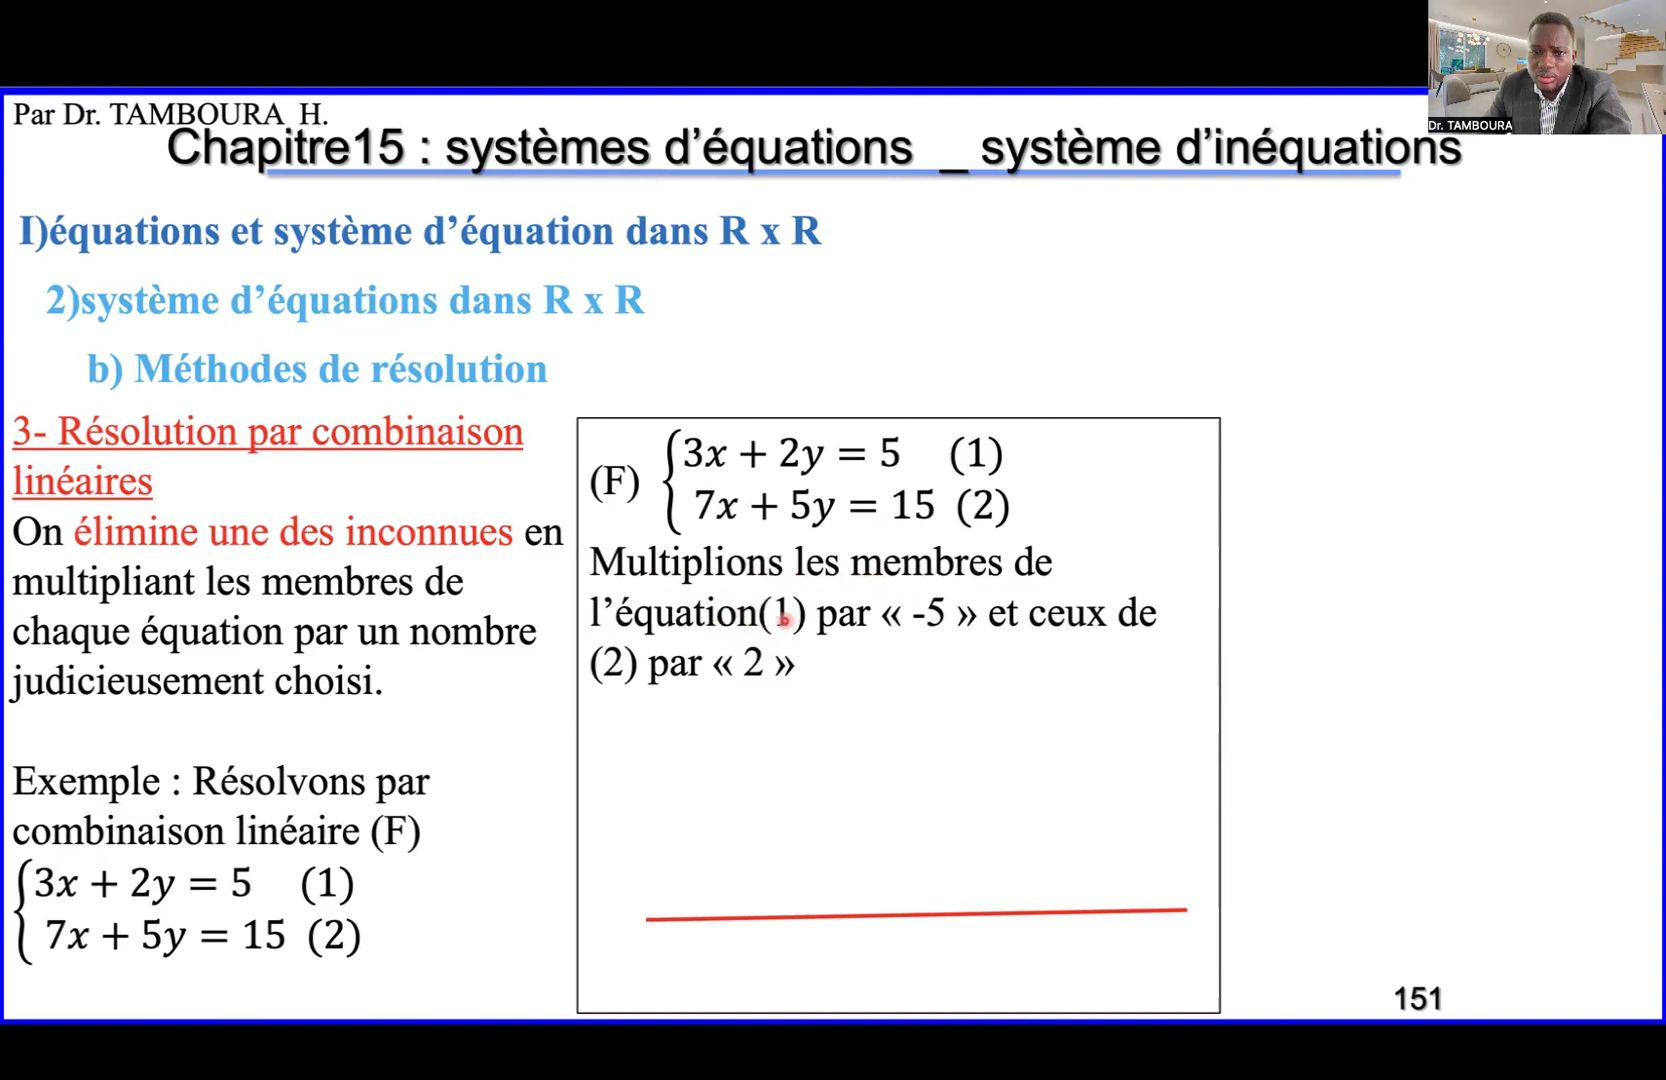 Par Dr. TAMBOURA H.
Dr. TAMBOURA
Chapitre15 : systèmes d’équations _ système d’inéquations
I)équations et système d’équation dans R x R
2)système d’équations dans R x R
b) Méthodes de résolution
3- Résolution par combinaison
linéaires
On élimine une des inconnues en
multipliant les membres de
chaque équation par un nombre
judicieusement choisi.
Exemple : Résolvons par
combinaison linéaire (F)
3x + 2y = 5 (1)
7x + 5y = 15 (2)
(F) 3x + 2y = 5 (1)
7x + 5y = 15 (2)
Multiplions les membres de
l’équation(1) par « -5 » et ceux de
(2) par « 2 »
151